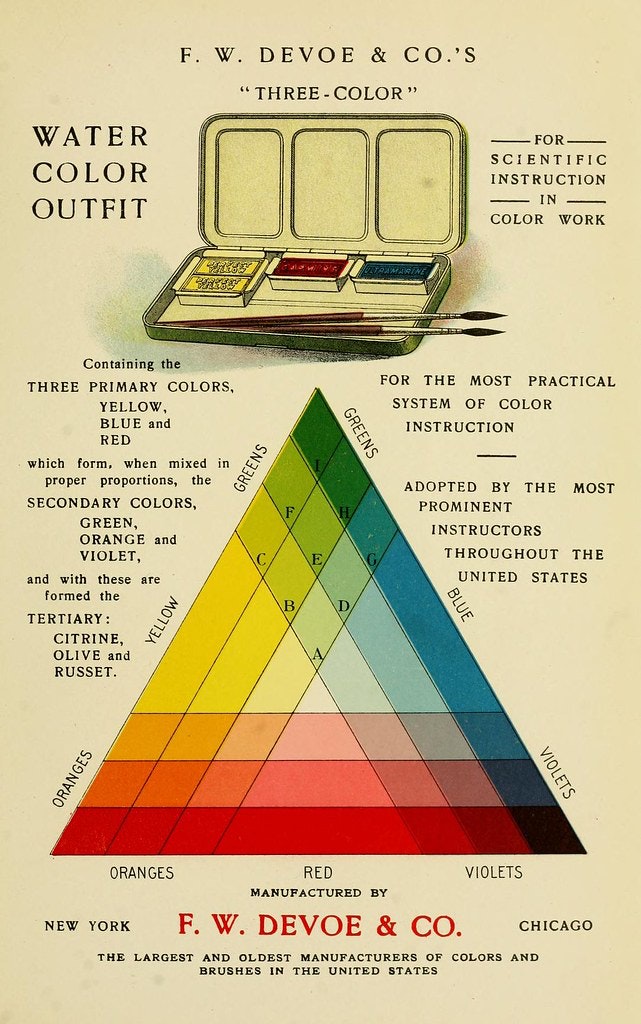 F. W. DEVOE & CO.'S
"THREE-COLOR"
WATER
COLOR
OUTFIT
FOR
SCIENTIFIC
INSTRUCTION
IN
COLOR WORK
ULTRAMARINE
Containing the
THREE PRIMARY COLORS,
YELLOW,
BLUE and
RED
which form, when mixed in
proper proportions, the
SECONDARY COLORS,
GREEN,
ORANGE and
VIOLET,
and with these are
formed the
TERTIARY:
CITRINE,
OLIVE and
RUSSET.
FOR THE MOST PRACTICAL
SYSTEM OF COLOR
INSTRUCTION
ADOPTED BY THE MOST
PROMINENT
INSTRUCTORS
THROUGHOUT THE
UNITED STATES
GREENS
GREENS
I
F
H
C
E
G
B
D
A
YELLOW
BLUE
ORANGES
VIOLETS
ORANGES
RED
VIOLETS
MANUFACTURED BY
NEW YORK
F. W. DEVOE & CO.
CHICAGO
THE LARGEST AND OLDEST MANUFACTURERS OF COLORS AND
BRUSHES IN THE UNITED STATES